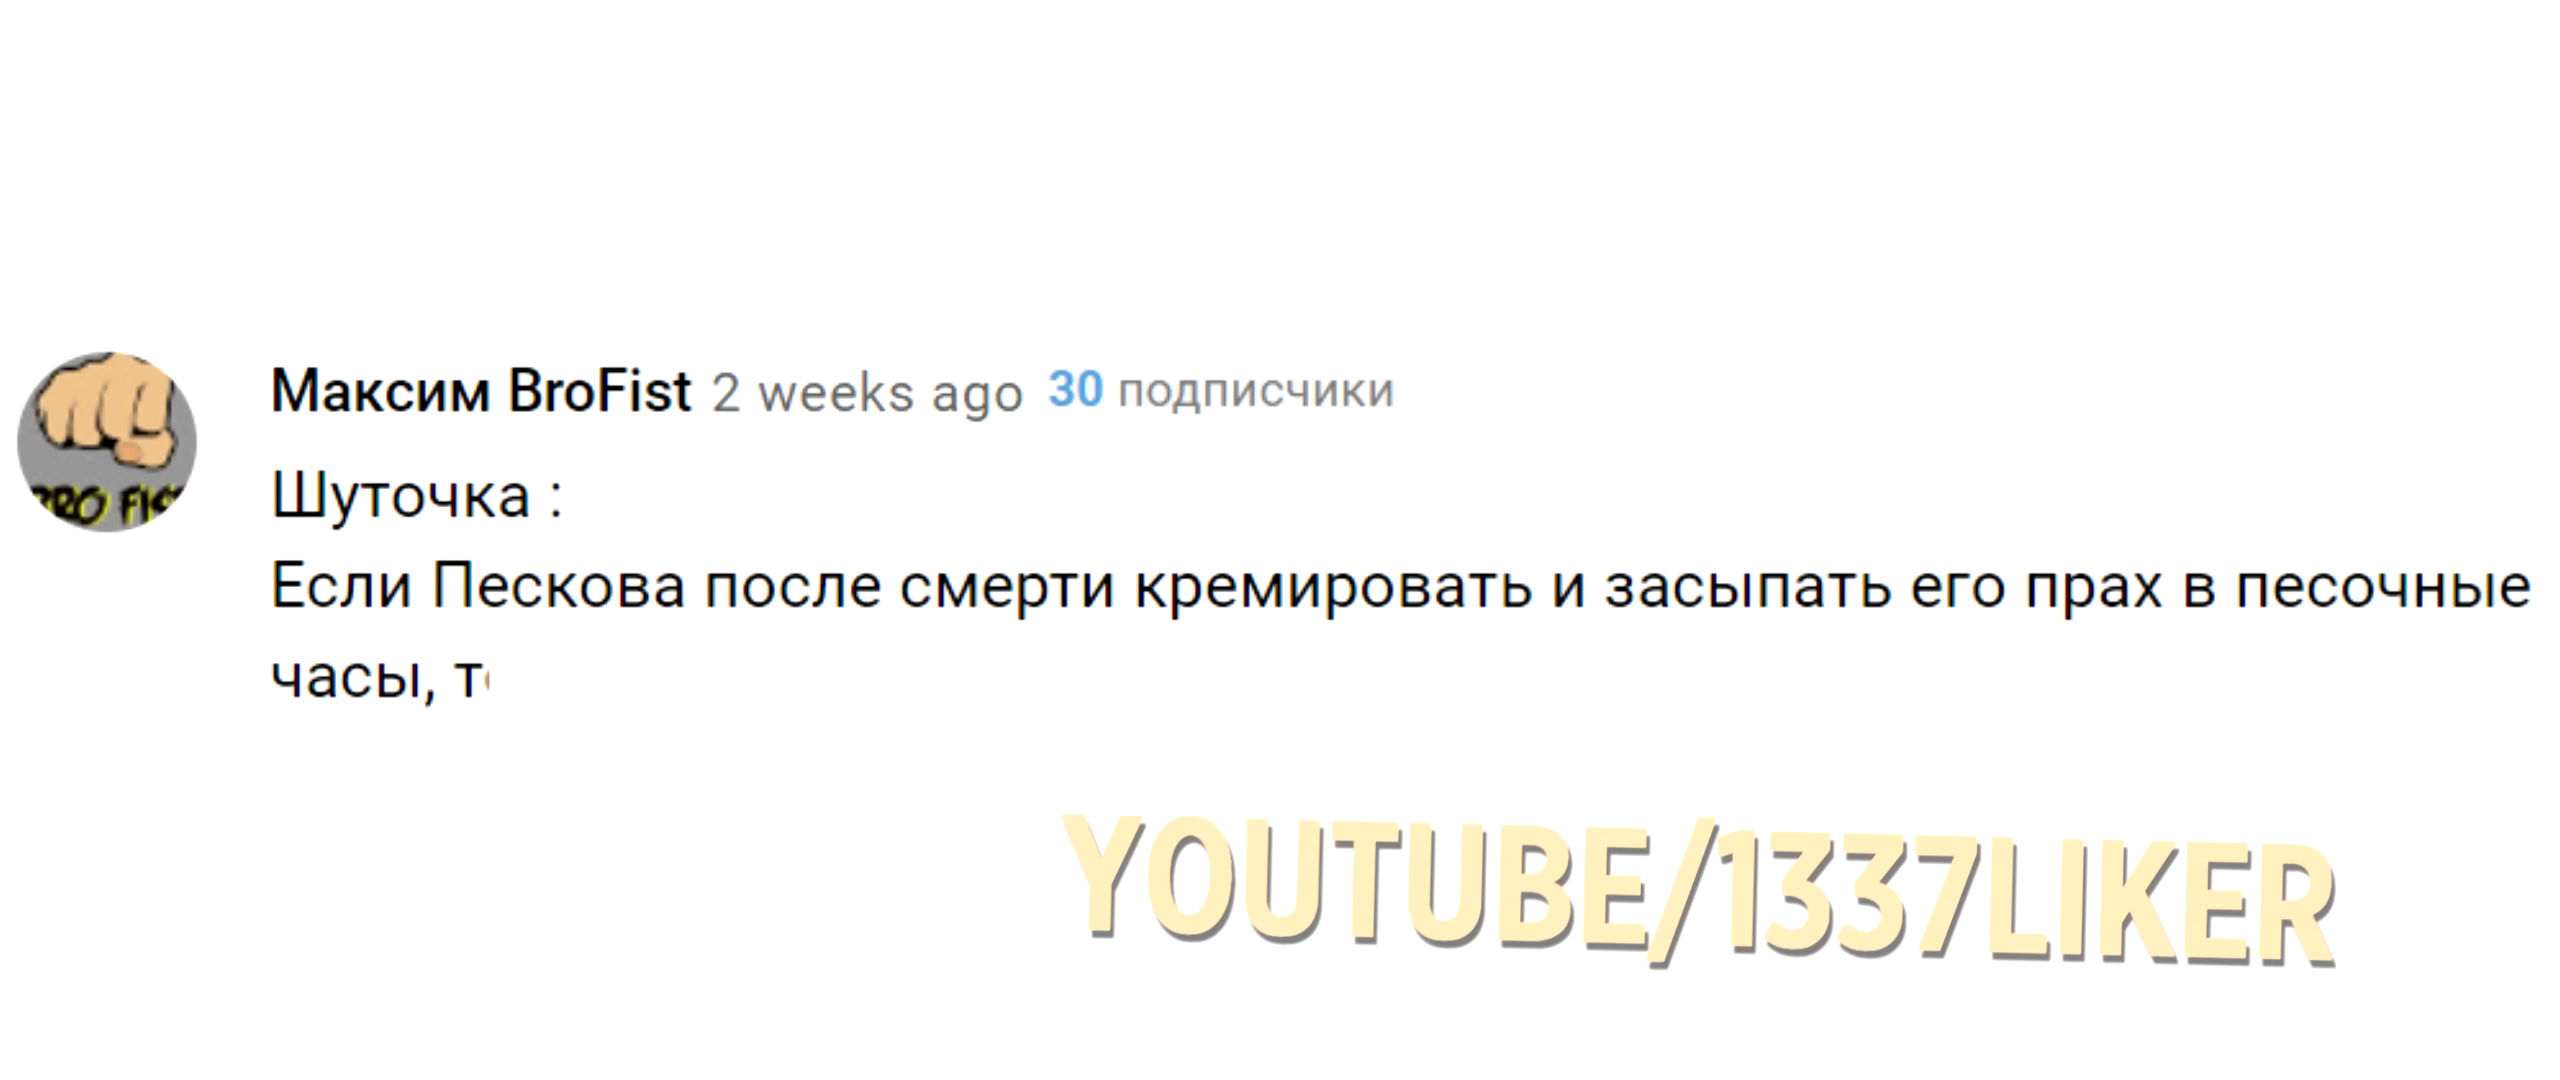 Максим BroFist 2 weeks ago 30 подписчики
Шуточка :
Если Пескова после смерти кремировать и засыпать его прах в песочные
часы,
YOUTUBE/1337LIKER